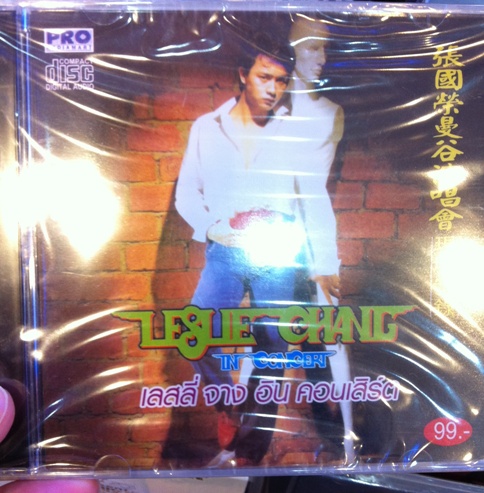 PRO
COMPACT
disc
DIGITAL AUDIO
張國榮曼谷演唱會
LESLIE CHANG
IN CONCERT
เลสลี่ จาง อิน คอนเสิร์ต
99.-